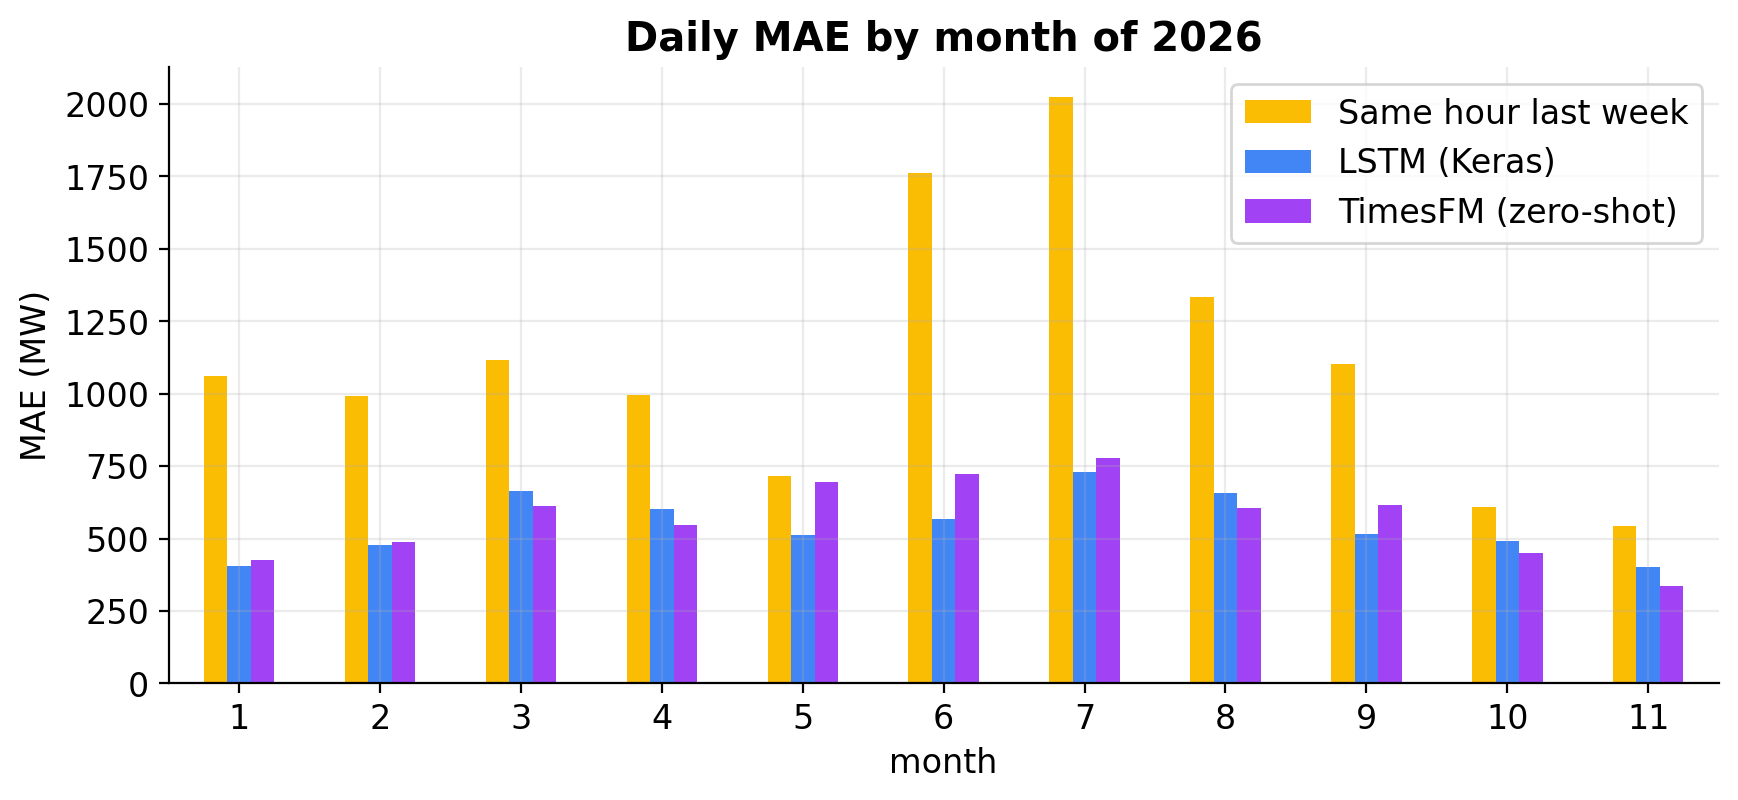 Daily MAE by month of 2026
Same hour last week
LSTM (Keras)
TimesFM (zero-shot)
MAE (MW)
2000
1750
1500
1250
1000
750
500
250
0
1 2 3 4 5 6 7 8 9 10 11
month